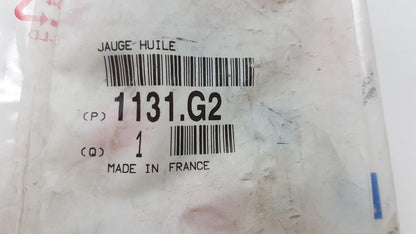 JAUGE HUILE
(P) 1131.G2
(Q) 1
MADE IN FRANCE